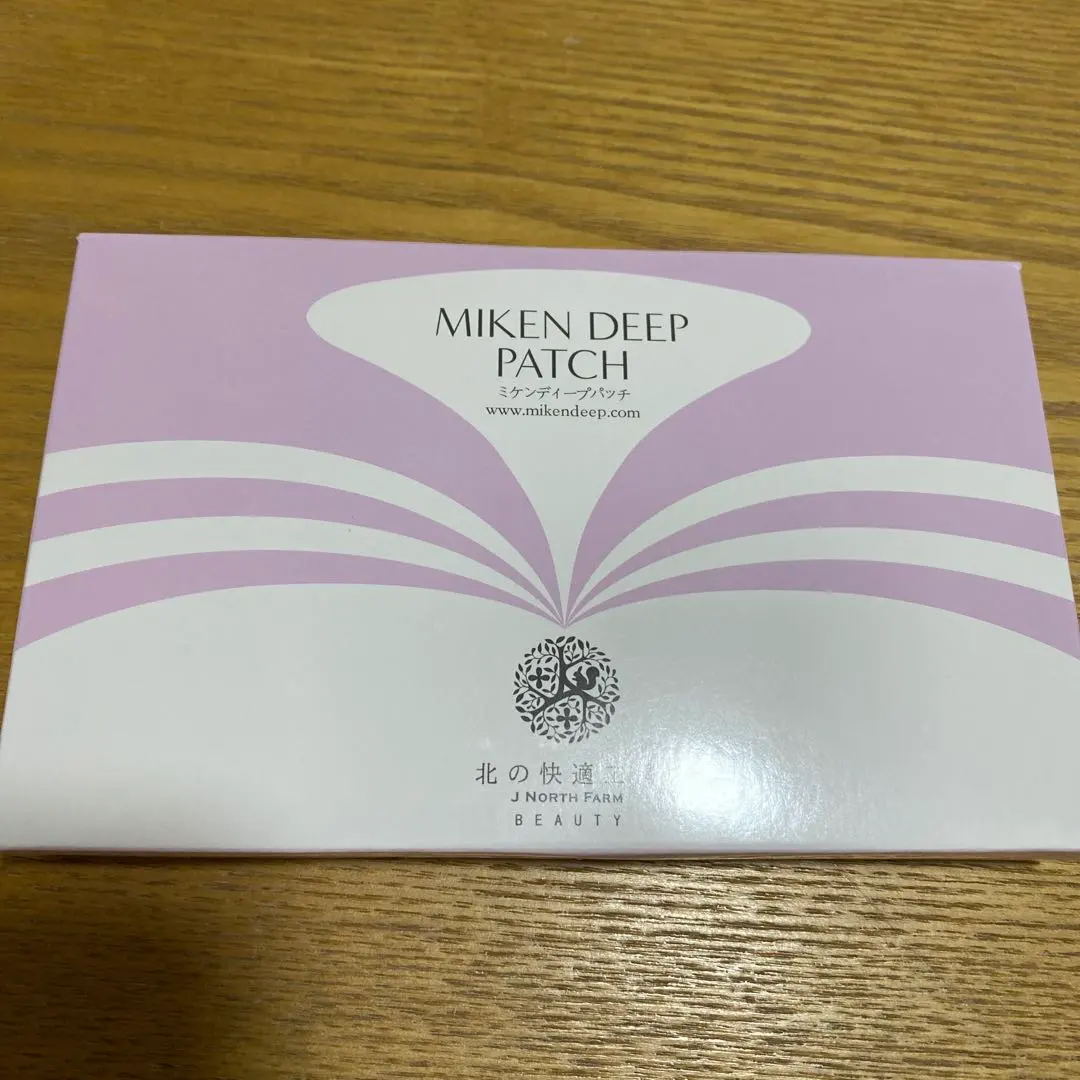 MIKEN DEEP
PATCH
ミケンディープパッチ
www.mikendeep.com
北の快適工
J NORTH FARM
BEAUTY